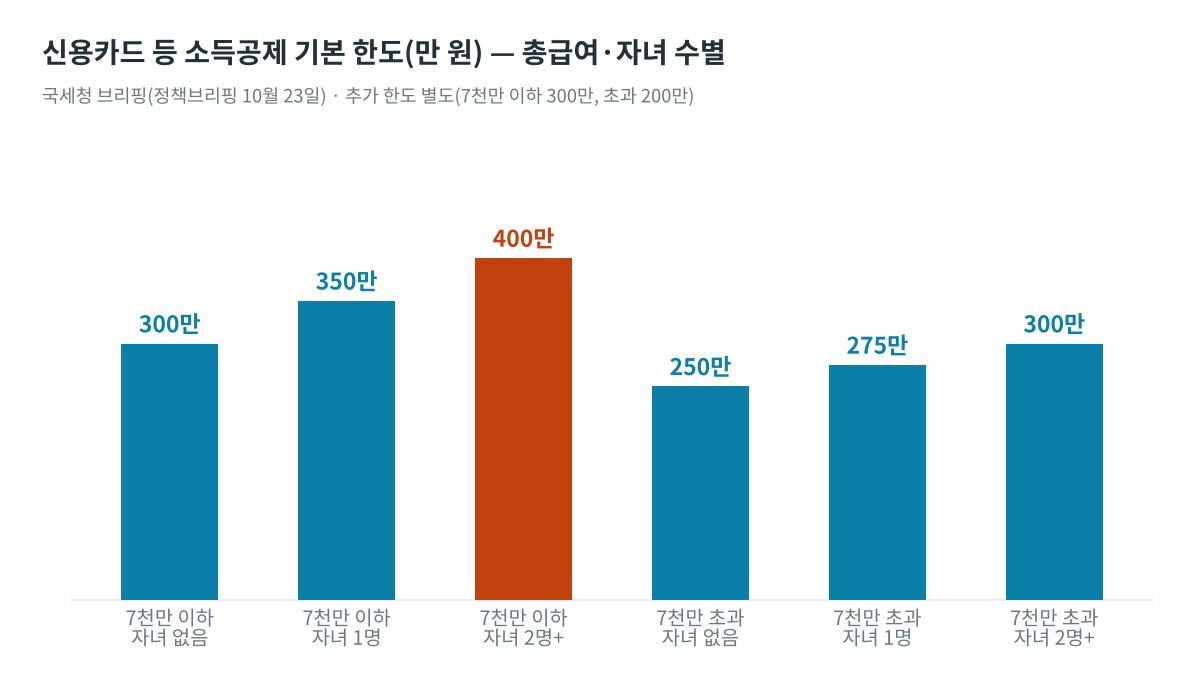 신용카드 등 소득공제 기본 한도(만 원) — 총급여·자녀 수별
국세청 브리핑(정책브리핑 10월 23일) · 추가 한도 별도(7천만 이하 300만, 초과 200만)
300만
350만
400만
250만
275만
300만
7천만 이하
자녀 없음
7천만 이하
자녀 1명
7천만 이하
자녀 2명+
7천만 초과
자녀 없음
7천만 초과
자녀 1명
7천만 초과
자녀 2명+